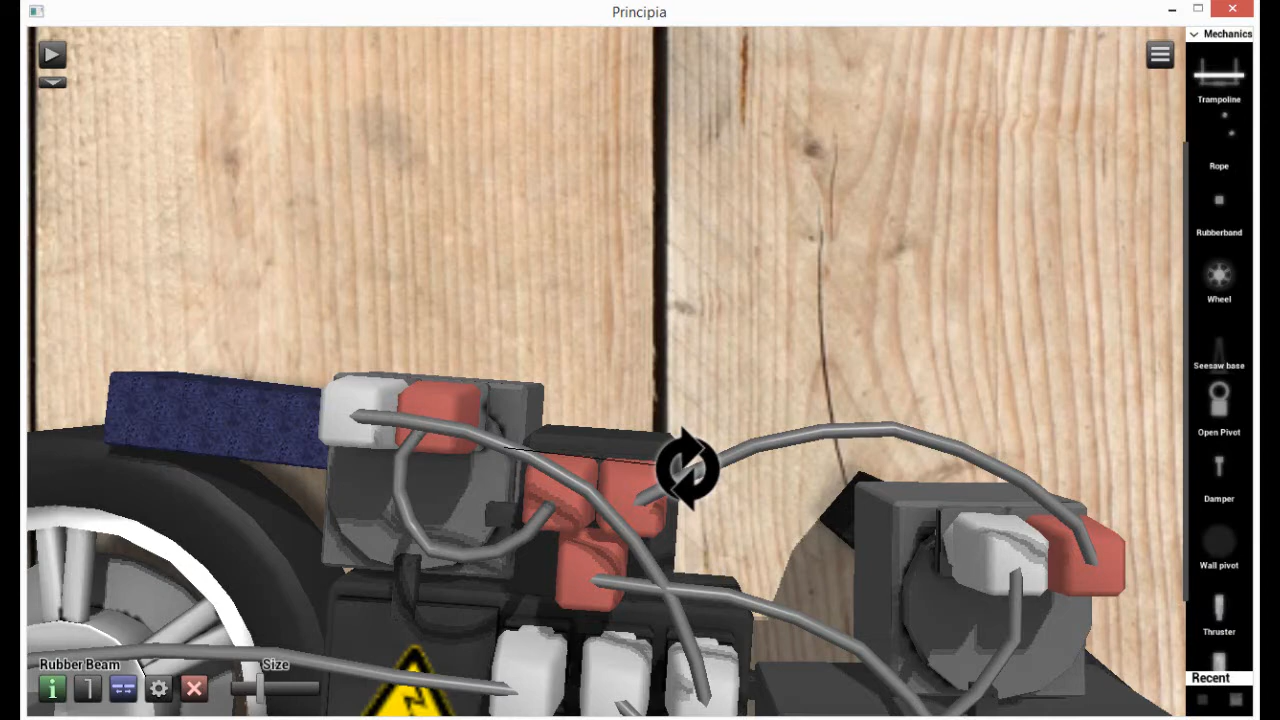 Principia
Mechanics
Trampoline
Rope
Rubberband
Wheel
Seesaw base
Open Pivot
Damper
Wall pivot
Thruster
Recent
Rubber Beam
Size